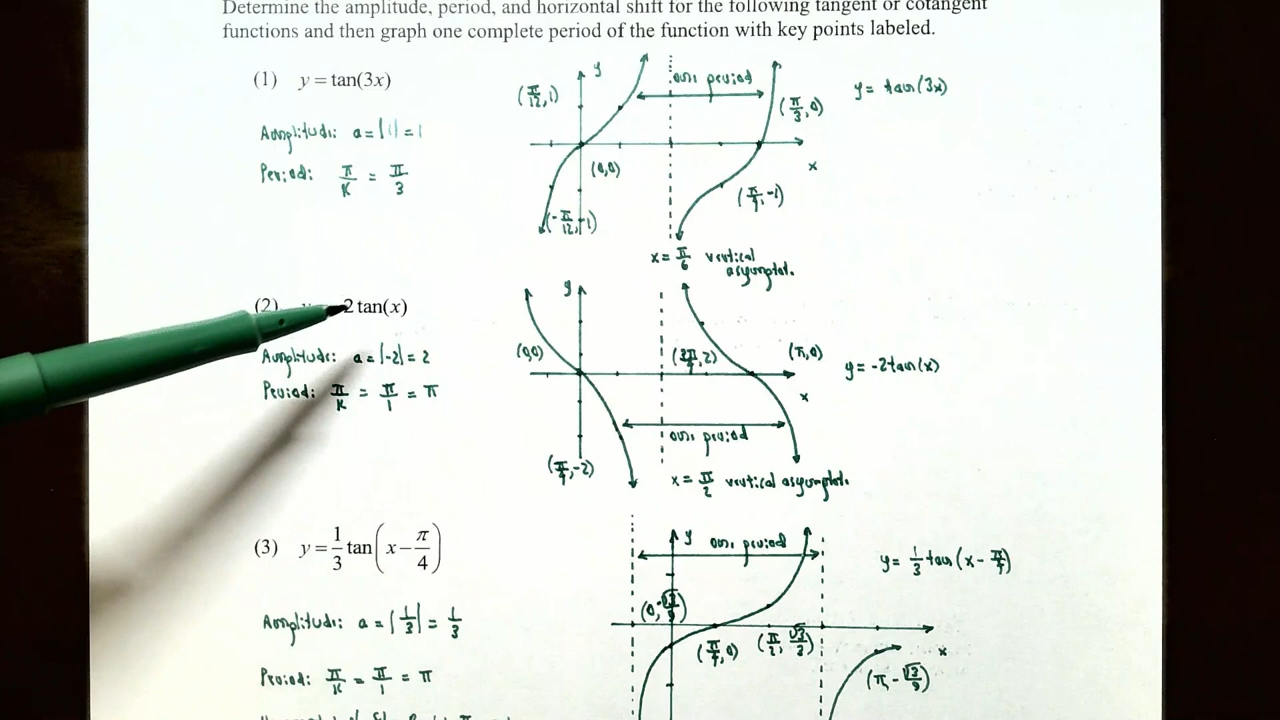 Determine the amplitude, period, and horizontal shift for the following tangent or cotangent
functions and then graph one complete period of the function with key points labeled.
(1) y = tan(3x)
Amplitude: a = |1| = 1
Period: π/K = π/3
(π/12, 1)
y
one period
(π/3, 0)
y = tan(3x)
(0,0)
x
(-π/12, -1)
(π/4, -1)
x = π/6 vertical
asymptote
(2) 2 tan(x)
Amplitude: a = |-2| = 2
Period: π/K = π/1 = π
y
(0,0)
(3π/4, 2)
(π, 0)
y = -2tan(x)
x
one period
(π/4, -2)
x = π/2 vertical asymptote
(3) y = 1/3 tan(x - π/4)
Amplitude: a = |1/3| = 1/3
Period: π/K = π/1 = π
y
one period
y = 1/3 tan(x - π/4)
(π/4, 0)
x